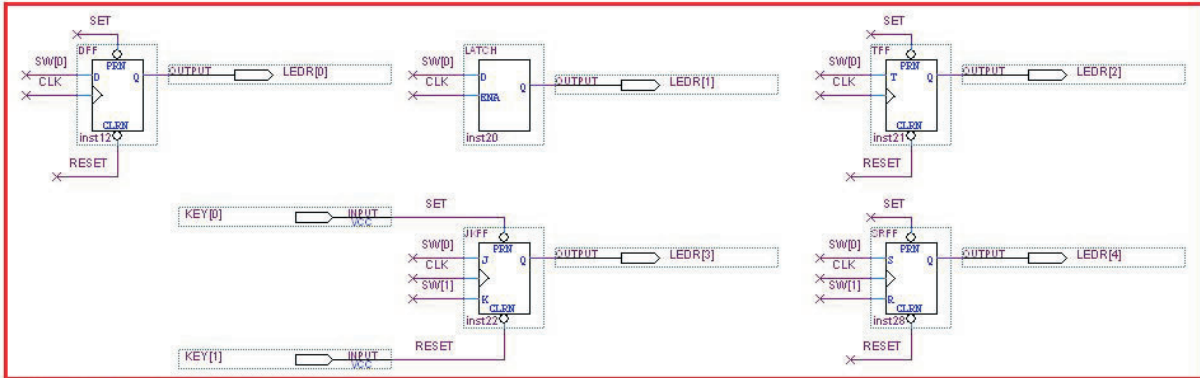 SET
DFF
SW[0]
CLK
PRN
D
Q
CLRN
inst12
RESET
OUTPUT
LEDR[0]
LATCH
SW[0]
CLK
D
ENA
Q
inst20
OUTPUT
LEDR[1]
SET
TFF
SW[0]
CLK
PRN
T
Q
CLRN
inst21
RESET
OUTPUT
LEDR[2]
KEY[0]
INPUT
VCC
SET
JKFF
SW[0]
CLK
SW[1]
PRN
J
Q
K
CLRN
inst22
OUTPUT
LEDR[3]
KEY[1]
INPUT
VCC
RESET
SET
SRFF
SW[0]
CLK
SW[1]
PRN
S
Q
R
CLRN
inst28
RESET
OUTPUT
LEDR[4]